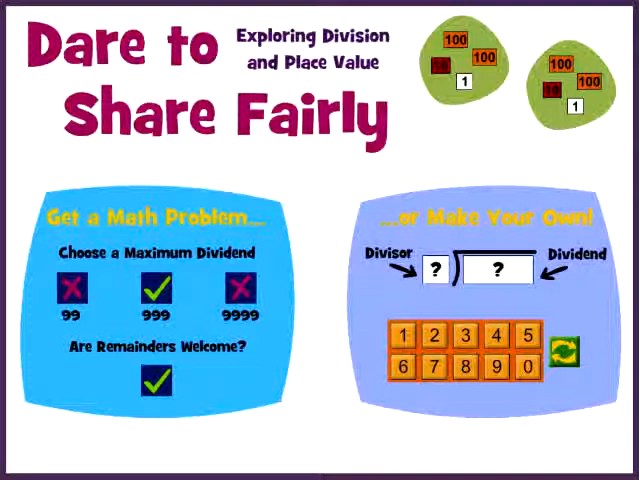 Dare to
Share Fairly
Exploring Division
and Place Value
100
100
10
1
100
100
10
1
Get a Math Problem...
Choose a Maximum Dividend
99 999 9999
Are Remainders Welcome?
...or Make Your Own!
Divisor
Dividend
? ?
1 2 3 4 5
6 7 8 9 0